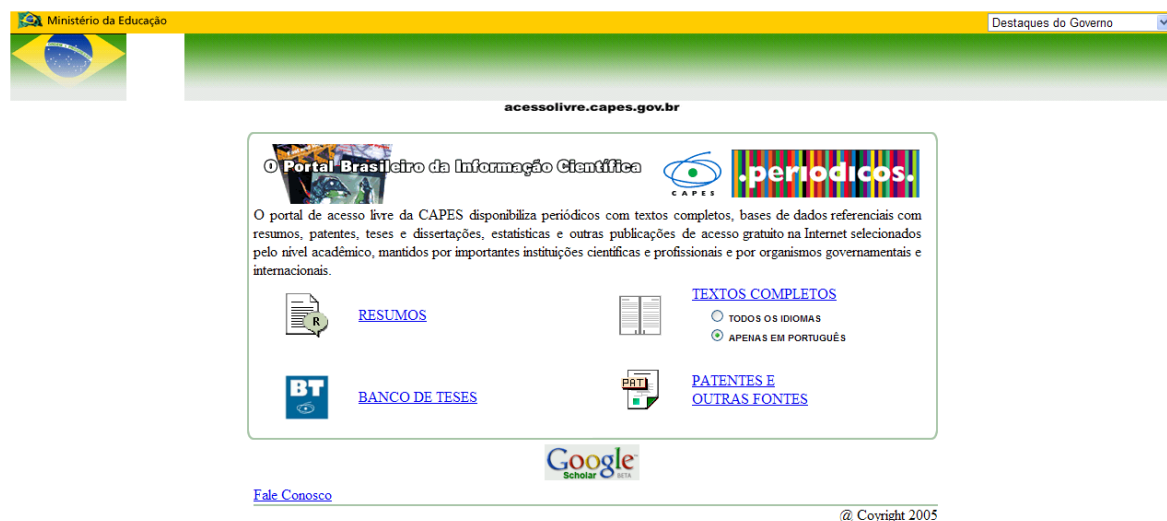 Ministério da Educação
Destaques do Governo
acessolivre.capes.gov.br
O Portal Brasileiro da Informação Científica
CAPES
.periodicos.
O portal de acesso livre da CAPES disponibiliza periódicos com textos completos, bases de dados referenciais com
resumos, patentes, teses e dissertações, estatísticas e outras publicações de acesso gratuito na Internet selecionados
pelo nível acadêmico, mantidos por importantes instituições científicas e profissionais e por organismos governamentais e
internacionais.
R
RESUMOS
TEXTOS COMPLETOS
TODOS OS IDIOMAS
APENAS EM PORTUGUÊS
BT
BANCO DE TESES
PAT
PATENTES E
OUTRAS FONTES
Google
Scholar BETA
Fale Conosco
@ Coyright 2005